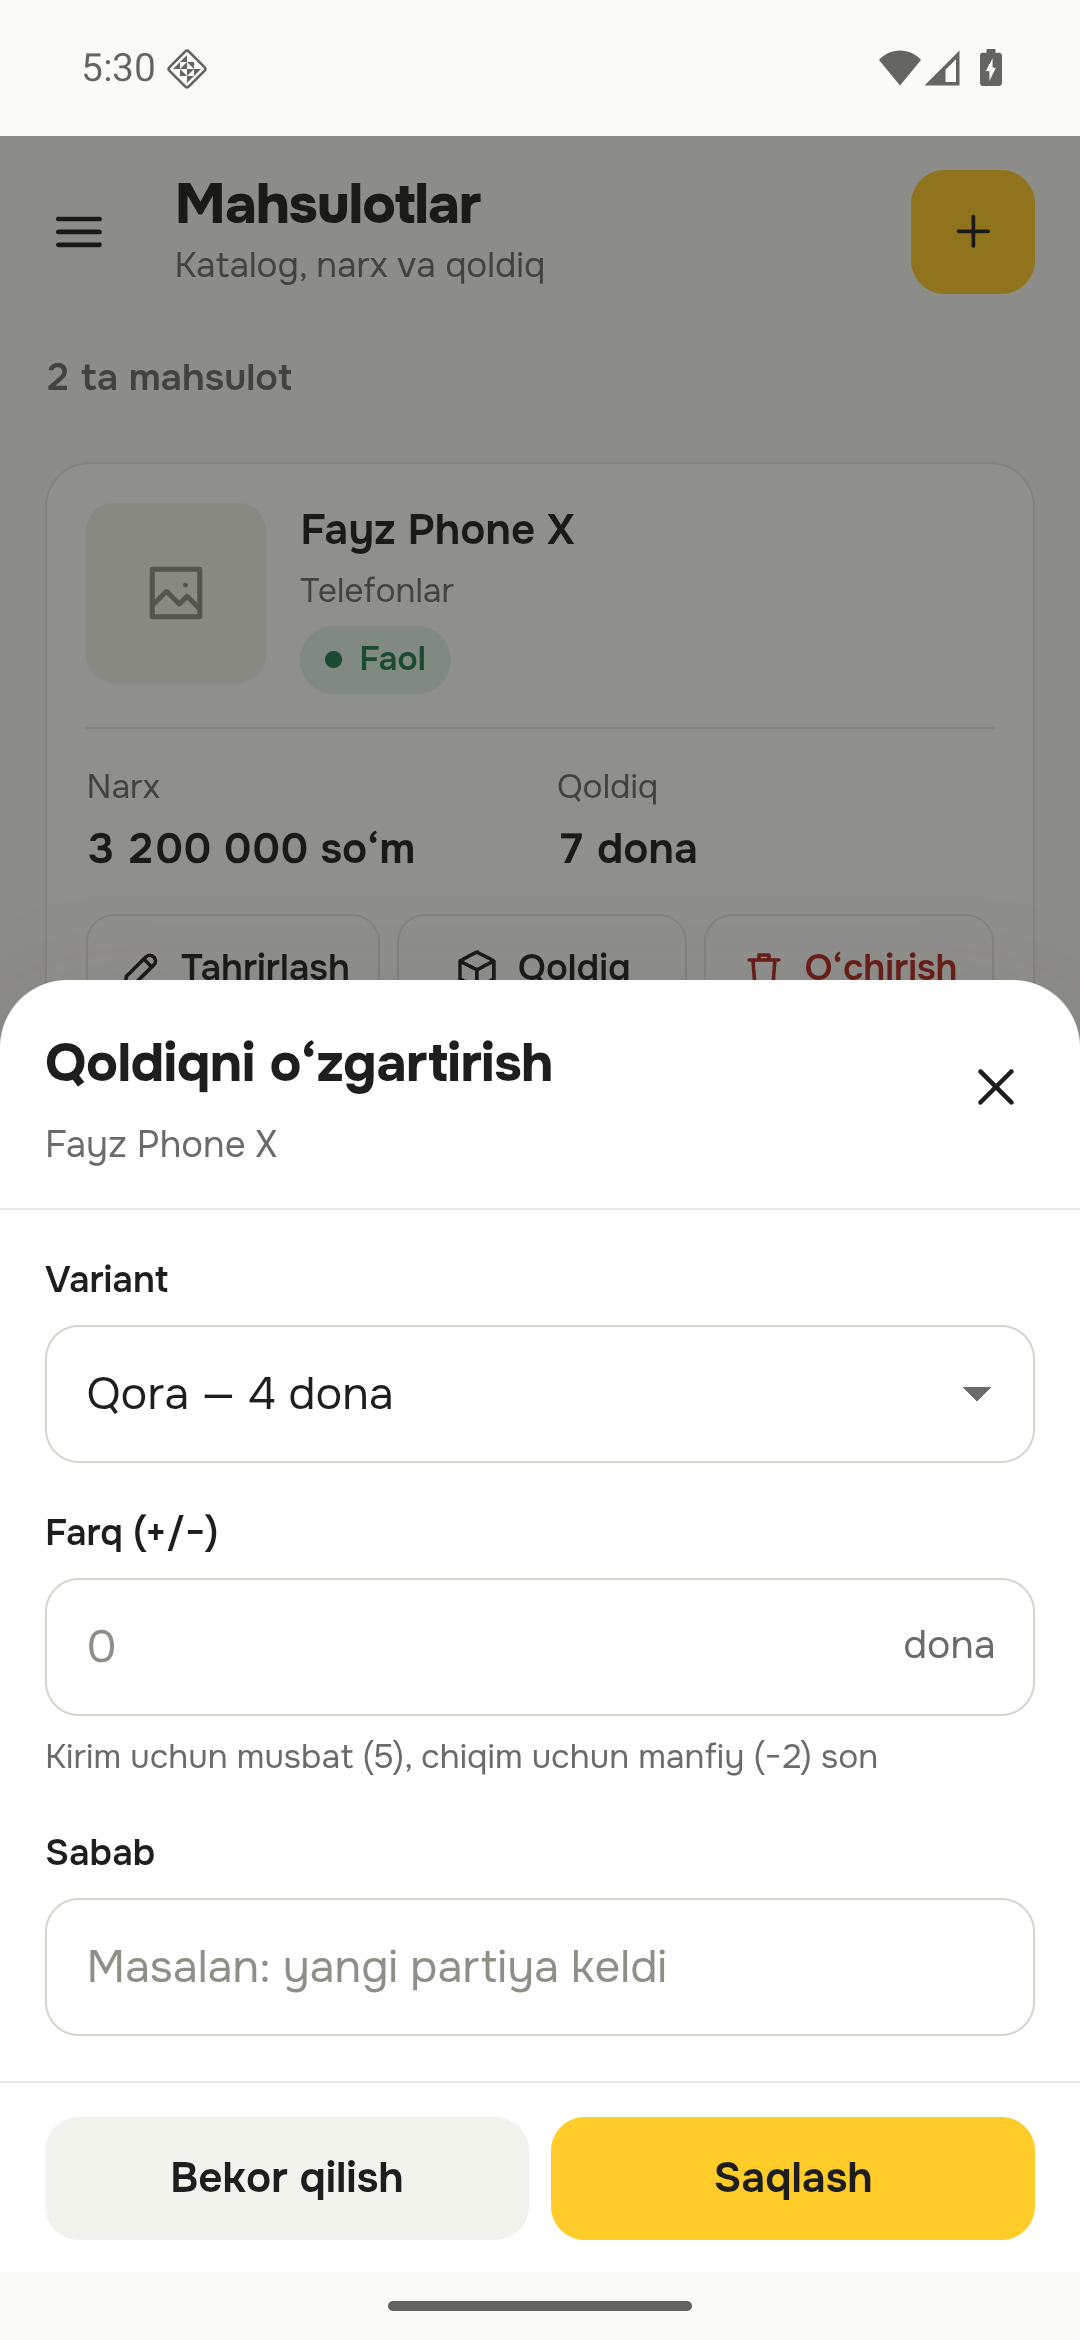 5:30
Mahsulotlar
Katalog, narx va qoldiq
2 ta mahsulot
Fayz Phone X
Telefonlar
Faol
Narx
Qoldiq
3 200 000 so‘m
7 dona
Tahrirlash
Qoldiq
O‘chirish
Qoldiqni o‘zgartirish
Fayz Phone X
Variant
Qora — 4 dona
Farq (+/−)
0
dona
Kirim uchun musbat (5), chiqim uchun manfiy (−2) son
Sabab
Masalan: yangi partiya keldi
Bekor qilish
Saqlash